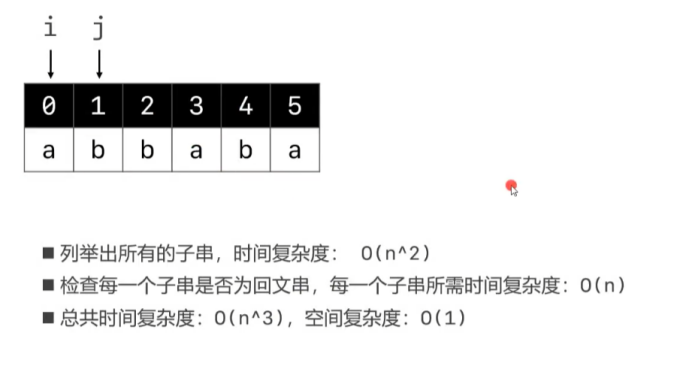 i j
0 1 2 3 4 5
a b b a b a
■ 列举出所有的子串，时间复杂度： O(n^2)
■ 检查每一个子串是否为回文串，每一个子串所需时间复杂度：O(n)
■ 总共时间复杂度：O(n^3)，空间复杂度：O(1)